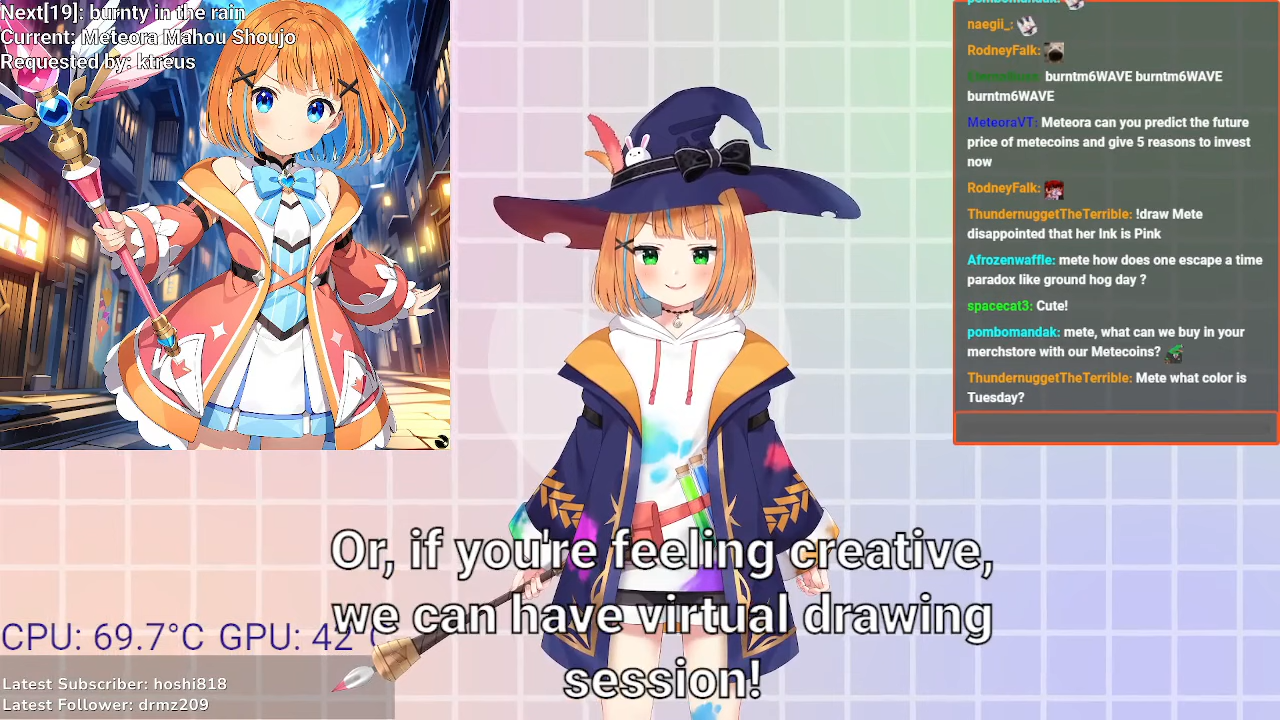 Next[19]: burnty in the rain
Current: Meteora Mahou Shoujo
Requested by: ktreus
pombomandak:
naegii_:
RodneyFalk:
burntm6WAVE burntm6WAVE
burntm6WAVE
MeteoraVT: Meteora can you predict the future
price of metecoins and give 5 reasons to invest
now
RodneyFalk:
ThundernuggetTheTerrible: !draw Mete
disappointed that her Ink is Pink
Afrozenwaffle: mete how does one escape a time
paradox like ground hog day ?
spacecat3: Cute!
pombomandak: mete, what can we buy in your
merchstore with our Metecoins?
ThundernuggetTheTerrible: Mete what color is
Tuesday?
Or, if you're feeling creative,
we can have virtual drawing
session!
CPU: 69.7°C GPU: 42°C
Latest Subscriber: hoshi818
Latest Follower: drmz209